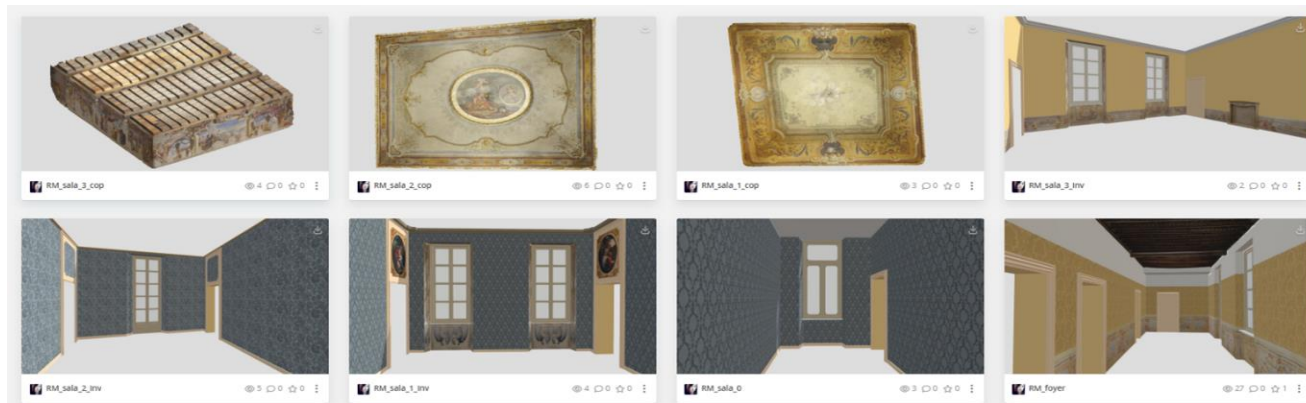 RM_sala_3_cop 4 0 0
RM_sala_2_cop 6 0 0
RM_sala_1_cop 3 0 0
RM_sala_3_Inv 2 0 0
RM_sala_2_Inv 5 0 0
RM_sala_1_Inv 4 0 0
RM_sala_0 3 0 0
RM_foyer 27 0 1